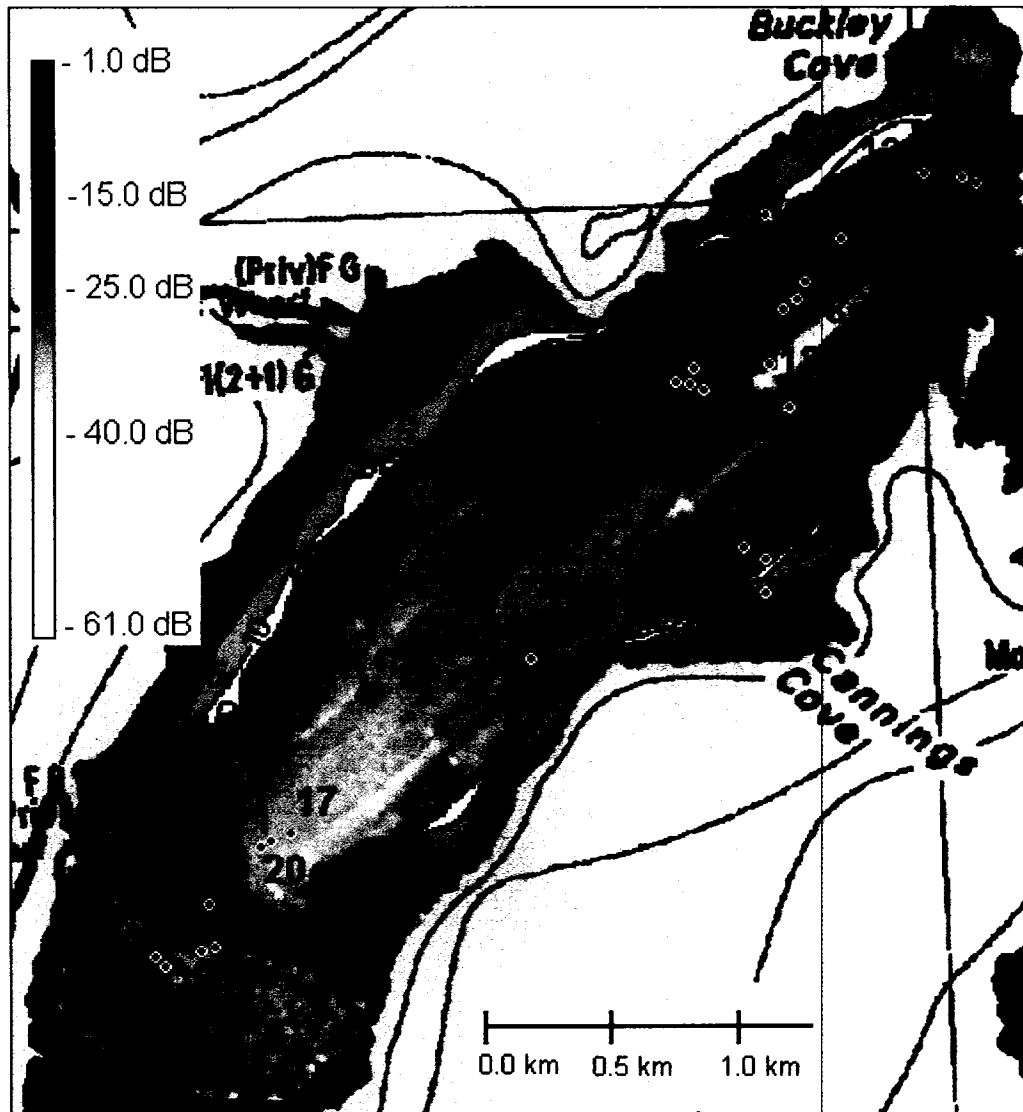 Buckley
Cove
- 1.0 dB
-15.0 dB
(Priv)F G
-25.0 dB
1(2+1) G
- 40.0 dB
- 61.0 dB
Cannings
Cove
17
20
0.0 km 0.5 km 1.0 km